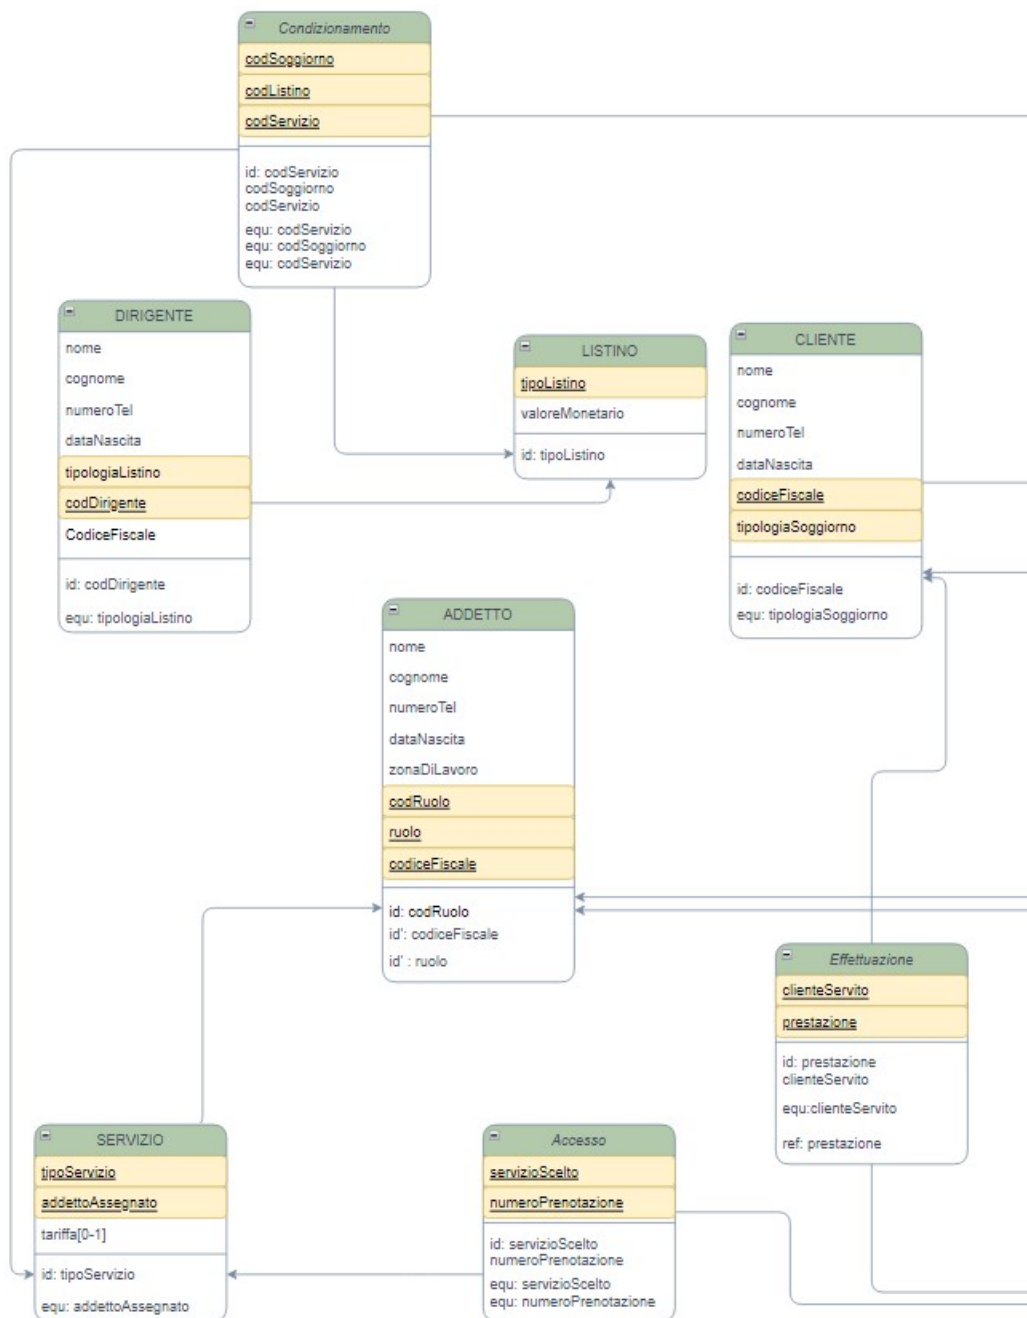 Condizionamento
codSoggiorno
codListino
codServizio
id: codServizio
codSoggiorno
codServizio
equ: codServizio
equ: codSoggiorno
equ: codServizio
DIRIGENTE
nome
cognome
numeroTel
dataNascita
tipologiaListino
codDirigente
CodiceFiscale
id: codDirigente
equ: tipologiaListino
LISTINO
tipoListino
valoreMonetario
id: tipoListino
CLIENTE
nome
cognome
numeroTel
dataNascita
codiceFiscale
tipologiaSoggiorno
id: codiceFiscale
equ: tipologiaSoggiorno
ADDETTO
nome
cognome
numeroTel
dataNascita
zonaDiLavoro
codRuolo
ruolo
codiceFiscale
id: codRuolo
id': codiceFiscale
id' : ruolo
Effettuazione
clienteServito
prestazione
id: prestazione
clienteServito
equ:clienteServito
ref: prestazione
SERVIZIO
tipoServizio
addettoAssegnato
tariffa[0-1]
id: tipoServizio
equ: addettoAssegnato
Accesso
servizioScelto
numeroPrenotazione
id: servizioScelto
numeroPrenotazione
equ: servizioScelto
equ: numeroPrenotazione